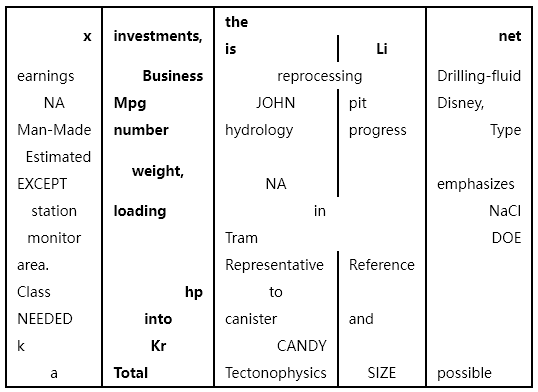 the
x investments, net
is Li
earnings Business reprocessing Drilling-fluid
NA Mpg JOHN pit Disney,
Man-Made number hydrology progress Type
Estimated
weight,
EXCEPT NA emphasizes
station loading in NaCl
monitor Tram DOE
area. Representative Reference
Class hp to
NEEDED into canister and
k Kr CANDY
a Total Tectonophysics SIZE possible